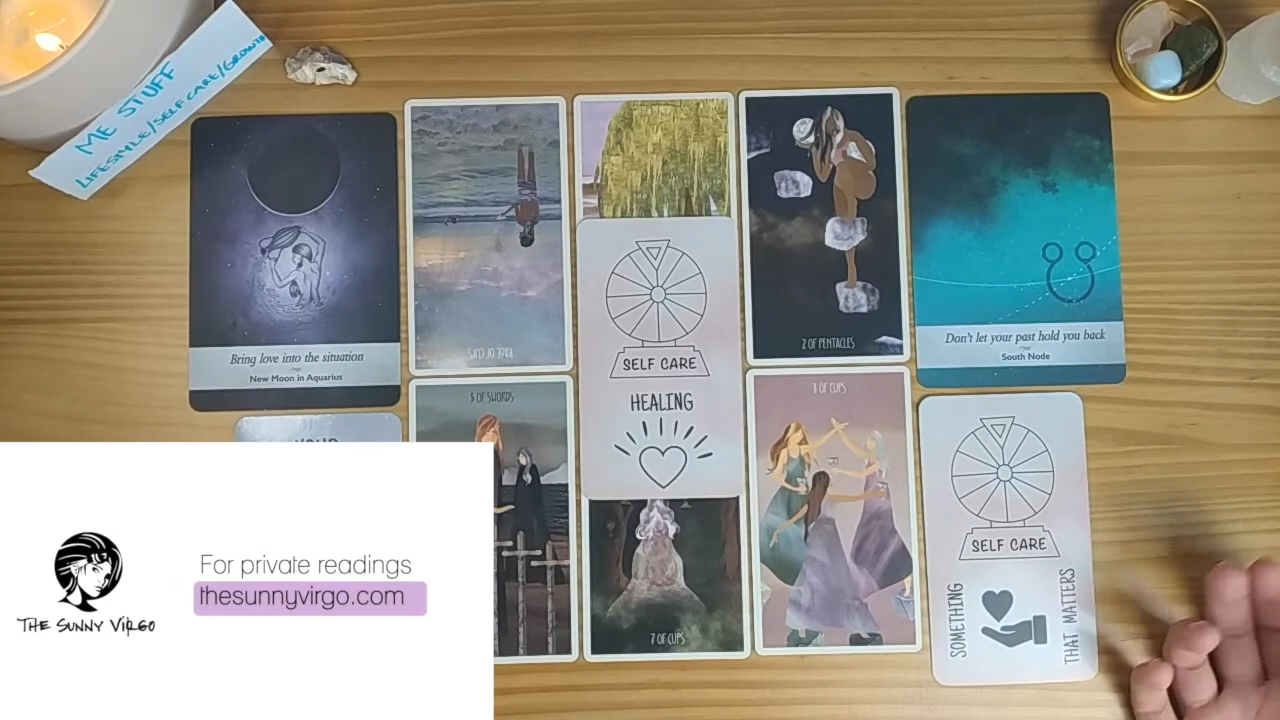 ME STUFF
LIFESTYLE/SELF CARE/GROWTH
Bring love into the situation
New Moon in Aquarius
YOUR
5 OF SWORDS
SELF CARE
HEALING
7 OF CUPS
2 OF PENTACLES
3 OF CUPS
Don't let your past hold you back
South Node
SELF CARE
SOMETHING
THAT MATTERS
THE SUNNY VIRGO
For private readings
thesunnyvirgo.com